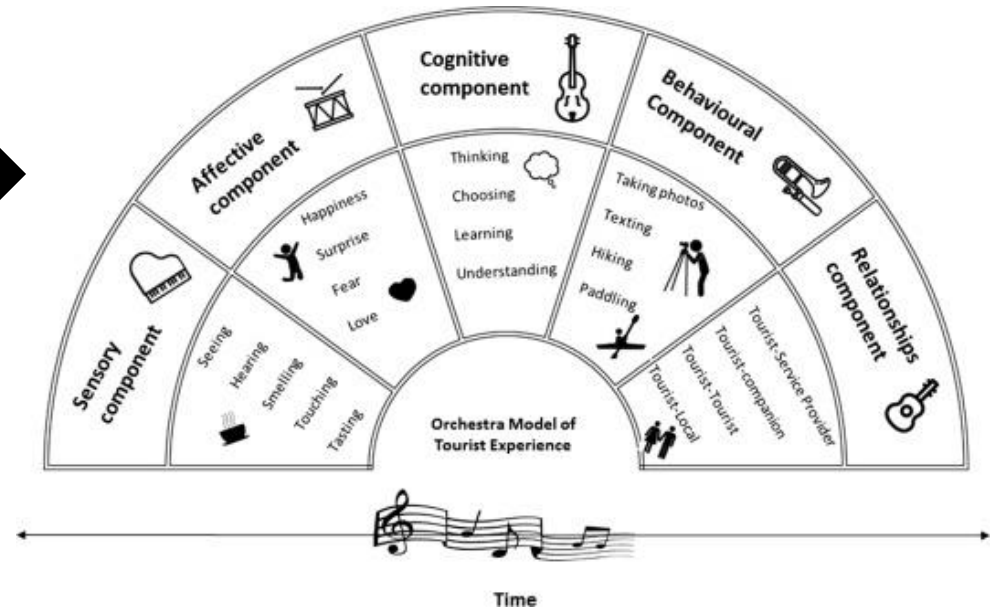 Sensory
component
Seeing
Hearing
Smelling
Touching
Tasting
Affective
component
Happiness
Surprise
Fear
Love
Cognitive
component
Thinking
Choosing
Learning
Understanding
Behavioural
Component
Taking photos
Texting
Hiking
Paddling
Relationships
component
Tourist-Service Provider
Tourist-companion
Tourist-Tourist
Tourist-Local
Orchestra Model of
Tourist Experience
Time